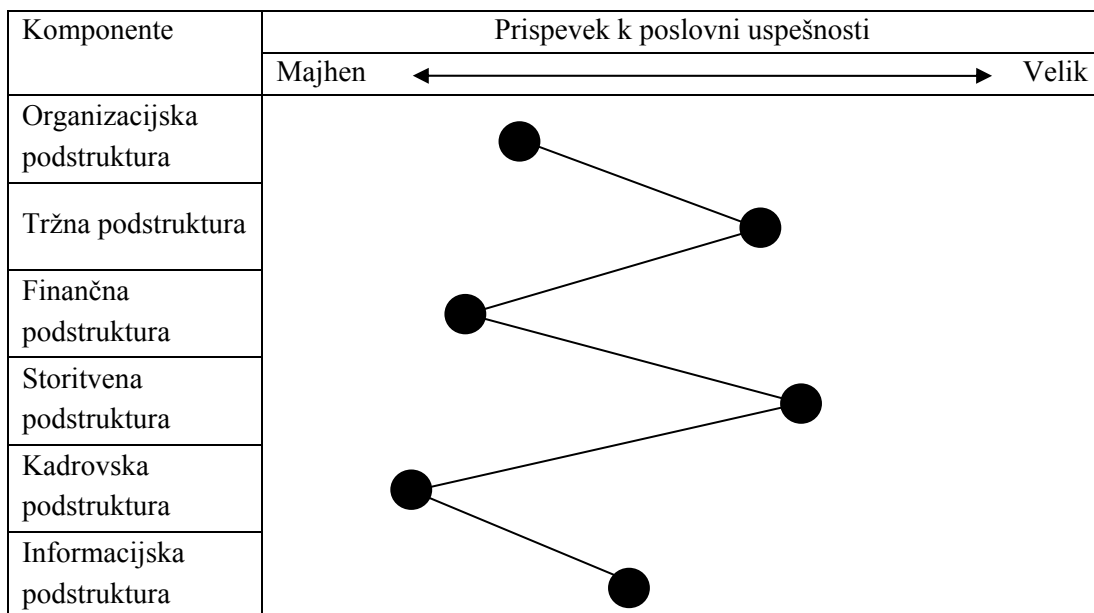 Komponente
Prispevek k poslovni uspešnosti
Majhen
Velik
Organizacijska
podstruktura
Tržna podstruktura
Finančna
podstruktura
Storitvena
podstruktura
Kadrovska
podstruktura
Informacijska
podstruktura